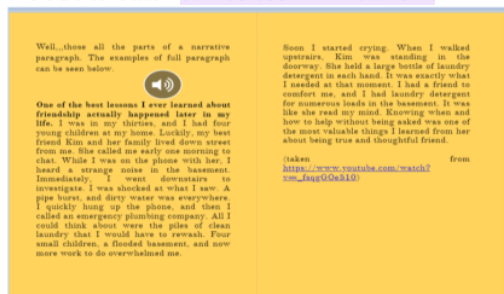 Well,,,those all the parts of a narrative
paragraph. The examples of full paragraph
can be seen below.
One of the best lessons I ever learned about
friendship actually happened later in my
life. I was in my thirties, and I had four
young children at my home. Luckily, my best
friend Kim and her family lived down street
from me. She called me early one morning to
chat. While I was on the phone with her, I
heard a strange noise in the basement.
Immediately, I went downstairs to
investigate. I was shocked at what I saw. A
pipe burst, and dirty water was everywhere.
I quickly hung up the phone, and then I
called an emergency plumbing company. All I
could think about were the piles of clean
laundry that I would have to rewash. Four
small children, a flooded basement, and now
more work to do overwhelmed me.
Soon I started crying. When I walked
upstairs, Kim was standing in the
doorway. She held a large bottle of laundry
detergent in each hand. It was exactly what
I needed at that moment. I had a friend to
comfort me, and I had laundry detergent
for numerous loads in the basement. It was
like she read my mind. Knowing when and
how to help without being asked was one of
the most valuable things I learned from her
about being true and thoughtful friend.
(taken from
https://www.youtube.com/watch?